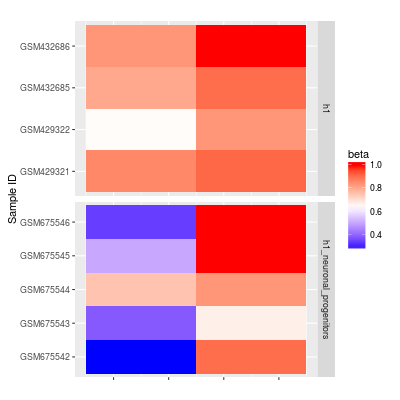 Sample ID
GSM432686
GSM432685
GSM429322
GSM429321
h1
GSM675546
GSM675545
GSM675544
GSM675543
GSM675542
h1_neuronal_progenitors
beta
1.0
0.8
0.6
0.4